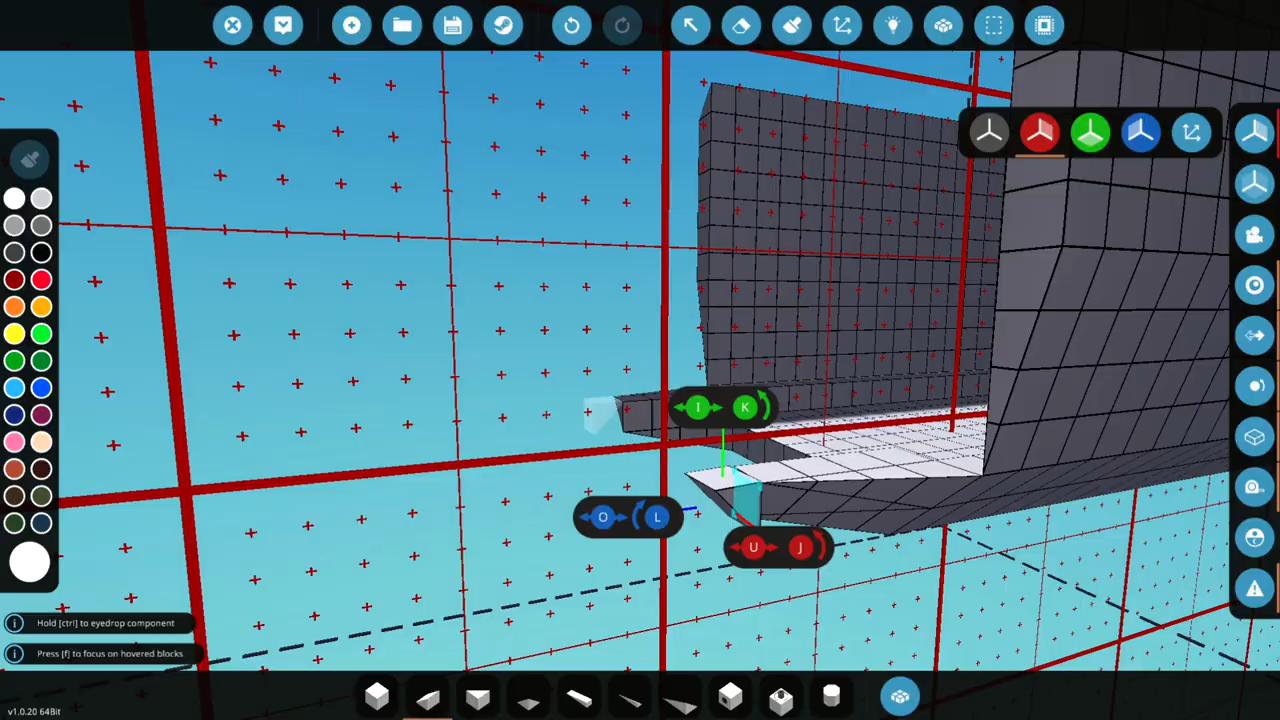 I K
O L
U J
Hold [ctrl] to eyedrop component
Press [f] to focus on hovered blocks
v1.0.20 64Bit